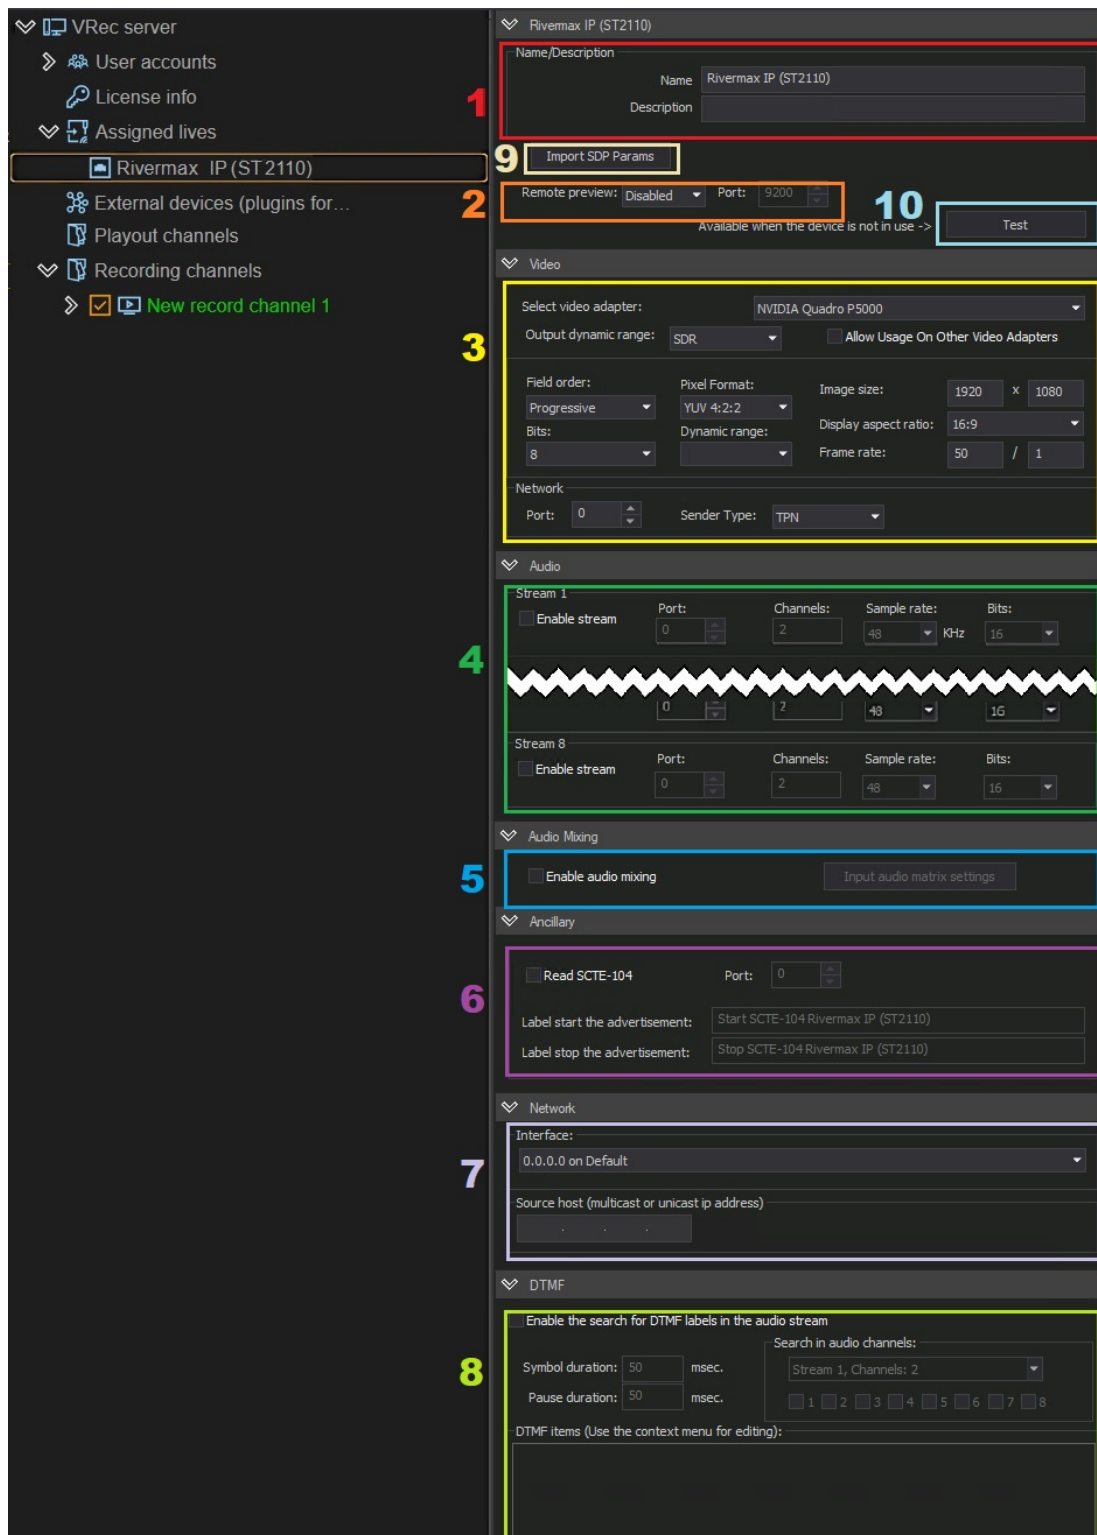 VRec server
User accounts
License info
Assigned lives
Rivermax IP (ST2110)
External devices (plugins for...
Playout channels
Recording channels
New record channel 1
Rivermax IP (ST2110)
1
Name/Description
Name Rivermax IP (ST2110)
Description
9
Import SDP Params
2
Remote preview: Disabled Port: 9200
10
Available when the device is not in use -> Test
Video
3
Select video adapter: NVIDIA Quadro P5000
Output dynamic range: SDR Allow Usage On Other Video Adapters
Field order: Pixel Format: Image size: 1920 x 1080
Progressive YUV 4:2:2
Bits: Dynamic range: Display aspect ratio: 16:9
8 Frame rate: 50 / 1
Network
Port: 0 Sender Type: TPN
Audio
4
Stream 1
Enable stream Port: Channels: Sample rate: Bits:
0 2 48 KHz 16
0 2 48 16
Stream 8
Enable stream Port: Channels: Sample rate: Bits:
0 2 48 16
Audio Mixing
5
Enable audio mixing Input audio matrix settings
Ancillary
6
Read SCTE-104 Port: 0
Label start the advertisement: Start SCTE-104 Rivermax IP (ST2110)
Label stop the advertisement: Stop SCTE-104 Rivermax IP (ST2110)
Network
7
Interface:
0.0.0.0 on Default
Source host (multicast or unicast ip address)
. . .
DTMF
8
Enable the search for DTMF labels in the audio stream
Search in audio channels:
Symbol duration: 50 msec. Stream 1, Channels: 2
Pause duration: 50 msec. 1 2 3 4 5 6 7 8
DTMF items (Use the context menu for editing):